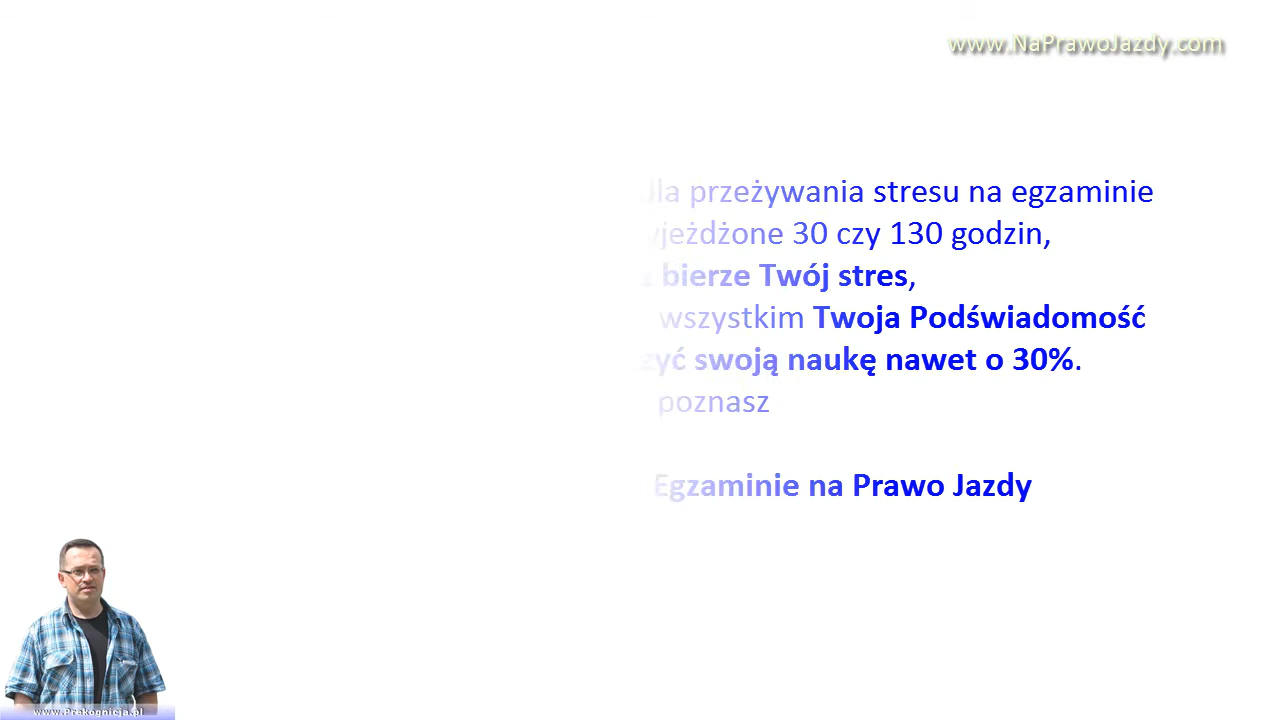 www.NaPrawoJazdy.com
dla przeżywania stresu na egzaminie
30 czy 130 godzin,
bierze Twój stres,
wszystkim Twoja Podświadomość
swoją naukę nawet o 30%.
poznasz
Egzaminie na Prawo Jazdy
www.Prekognicja.pl